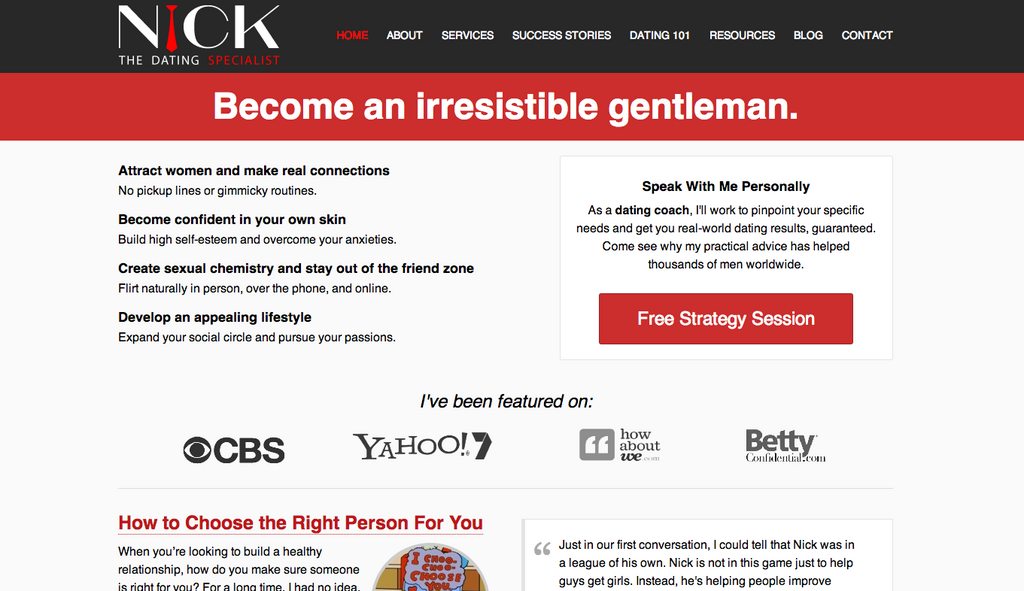 NICK
THE DATING SPECIALIST
HOME ABOUT SERVICES SUCCESS STORIES DATING 101 RESOURCES BLOG CONTACT
Become an irresistible gentleman.
Attract women and make real connections
No pickup lines or gimmicky routines.
Become confident in your own skin
Build high self-esteem and overcome your anxieties.
Create sexual chemistry and stay out of the friend zone
Flirt naturally in person, over the phone, and online.
Develop an appealing lifestyle
Expand your social circle and pursue your passions.
Speak With Me Personally
As a dating coach, I'll work to pinpoint your specific
needs and get you real-world dating results, guaranteed.
Come see why my practical advice has helped
thousands of men worldwide.
Free Strategy Session
I've been featured on:
CBS
YAHOO! 7
how
about
we.com
Betty
Confidential.com
How to Choose the Right Person For You
When you’re looking to build a healthy
relationship, how do you make sure someone
is right for you? For a long time, I had no idea.
I CHOO-
CHOO-
CHOOSE
YOU
“ Just in our first conversation, I could tell that Nick was in
a league of his own. Nick is not in this game just to help
guys get girls. Instead, he's helping people improve